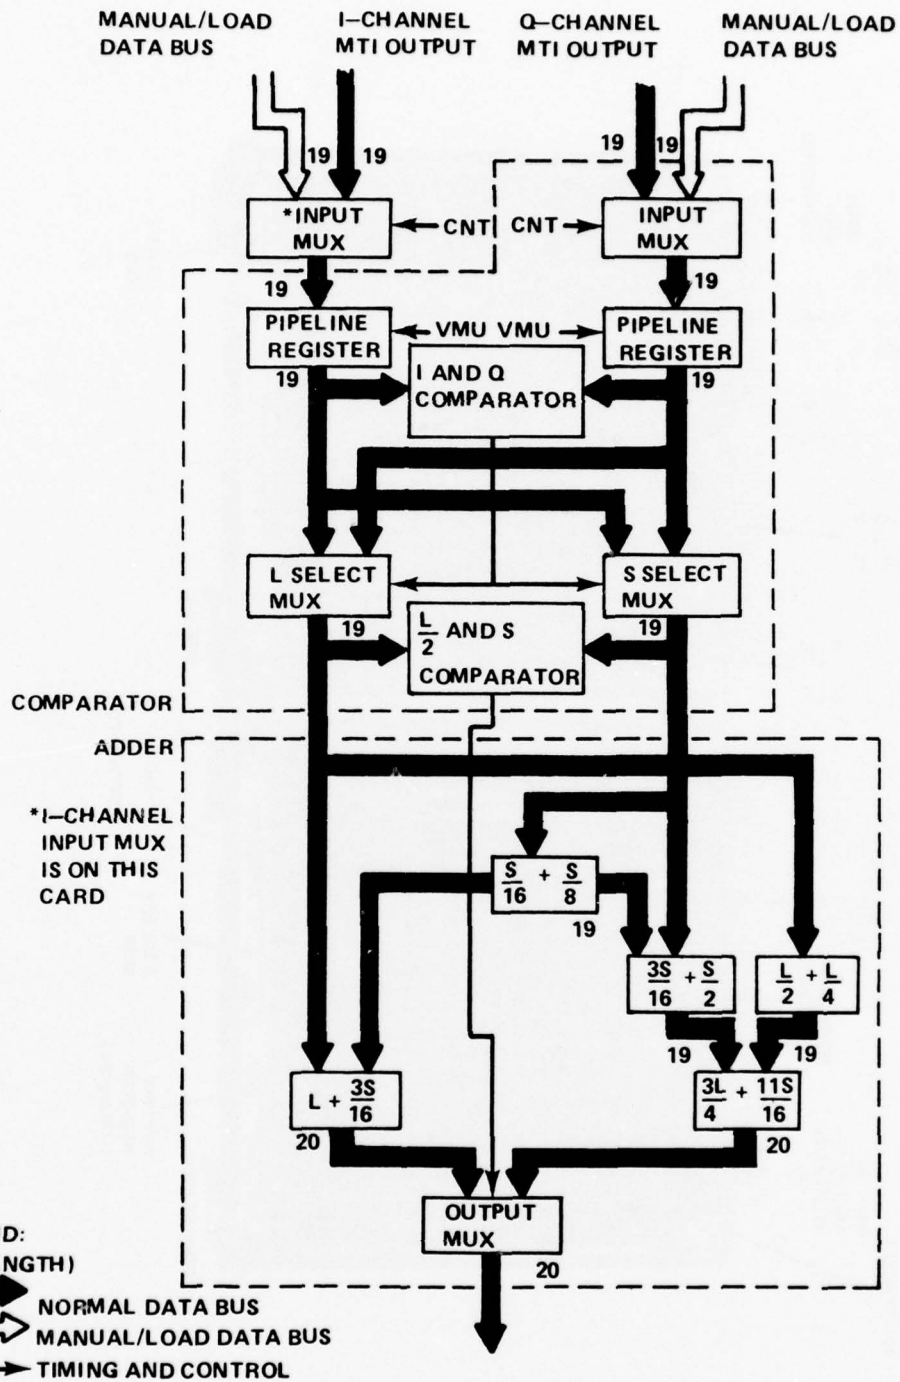 MANUAL/LOAD
DATA BUS
I–CHANNEL
MTI OUTPUT
Q–CHANNEL
MTI OUTPUT
MANUAL/LOAD
DATA BUS
19
19
19
19
*INPUT
MUX
CNT
CNT
INPUT
MUX
19
19
PIPELINE
REGISTER
VMU VMU
PIPELINE
REGISTER
19
19
I AND Q
COMPARATOR
L SELECT
MUX
S SELECT
MUX
19
19
L/2 AND S
COMPARATOR
COMPARATOR
ADDER
*I–CHANNEL
INPUT MUX
IS ON THIS
CARD
S/16 + S/8
19
3S/16 + S/2
L/2 + L/4
19
19
L + 3S/16
3L/4 + 11S/16
20
20
OUTPUT
MUX
20
D:
NGTH)
NORMAL DATA BUS
MANUAL/LOAD DATA BUS
TIMING AND CONTROL